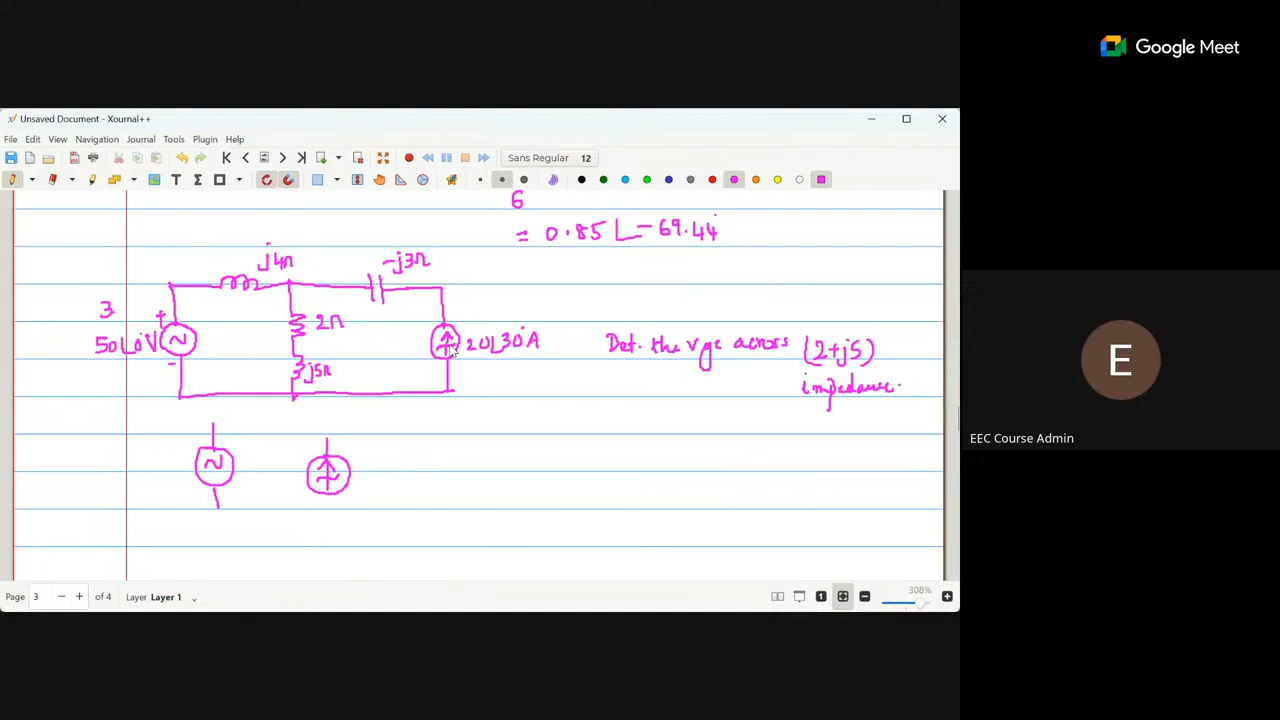 Google Meet
Unsaved Document - Xournal++
File Edit View Navigation Journal Tools Plugin Help
Sans Regular 12
6
= 0.85 ∟-69.44°
j4Ω
-j3Ω
3
+
2Ω
50∟0°V
20∟30°A
Det. the vge across (2+j5)
-
j5Ω
impedance.
EEC Course Admin
E
Page 3 of 4 Layer Layer 1
1
308%